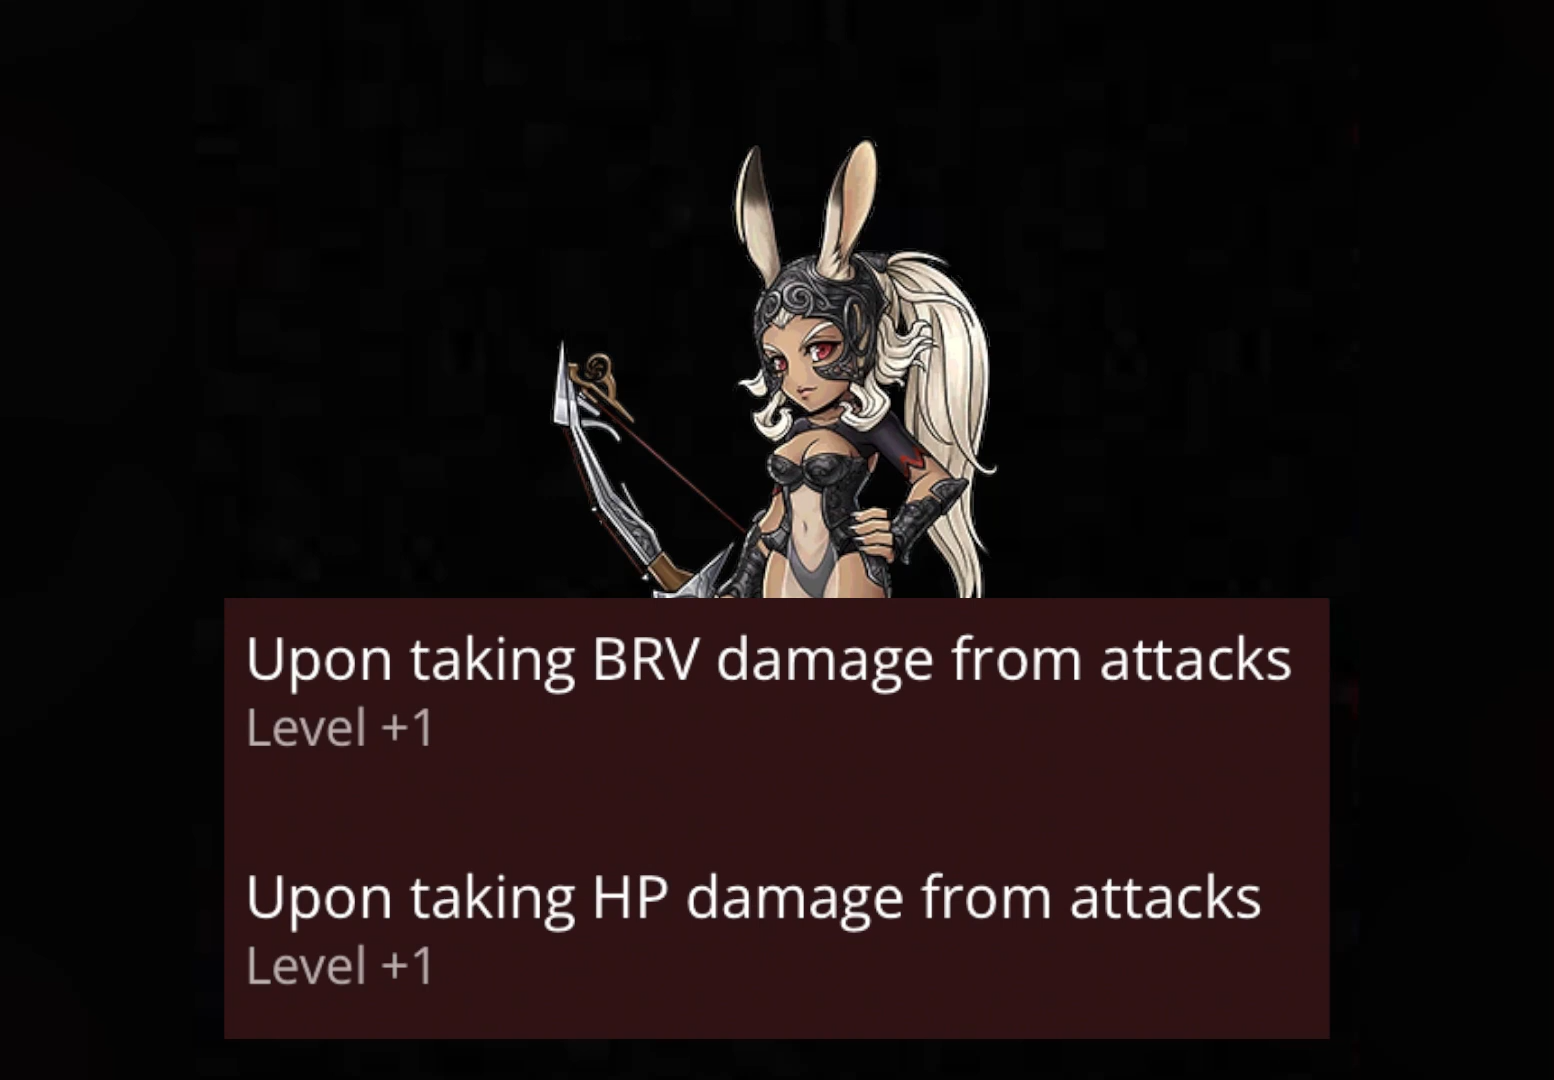 Upon taking BRV damage from attacks
Level +1
Upon taking HP damage from attacks
Level +1